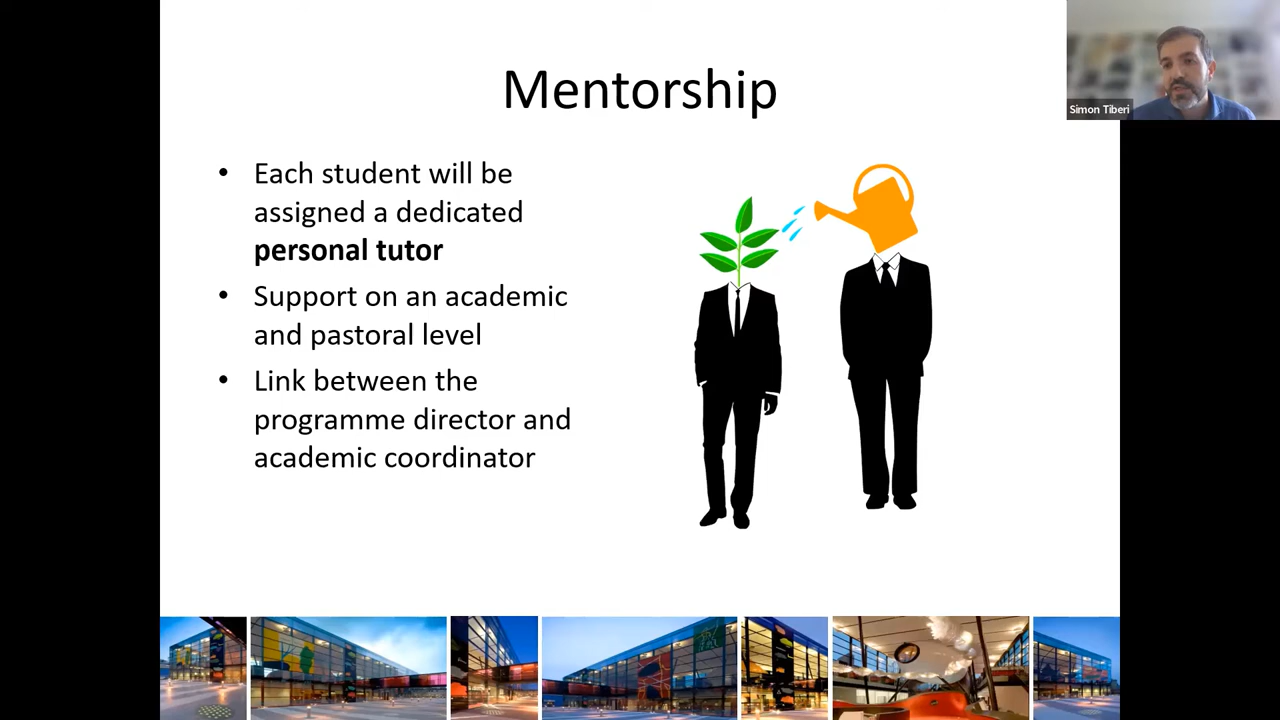 Mentorship
Simon Tiberi
• Each student will be
assigned a dedicated
personal tutor
• Support on an academic
and pastoral level
• Link between the
programme director and
academic coordinator